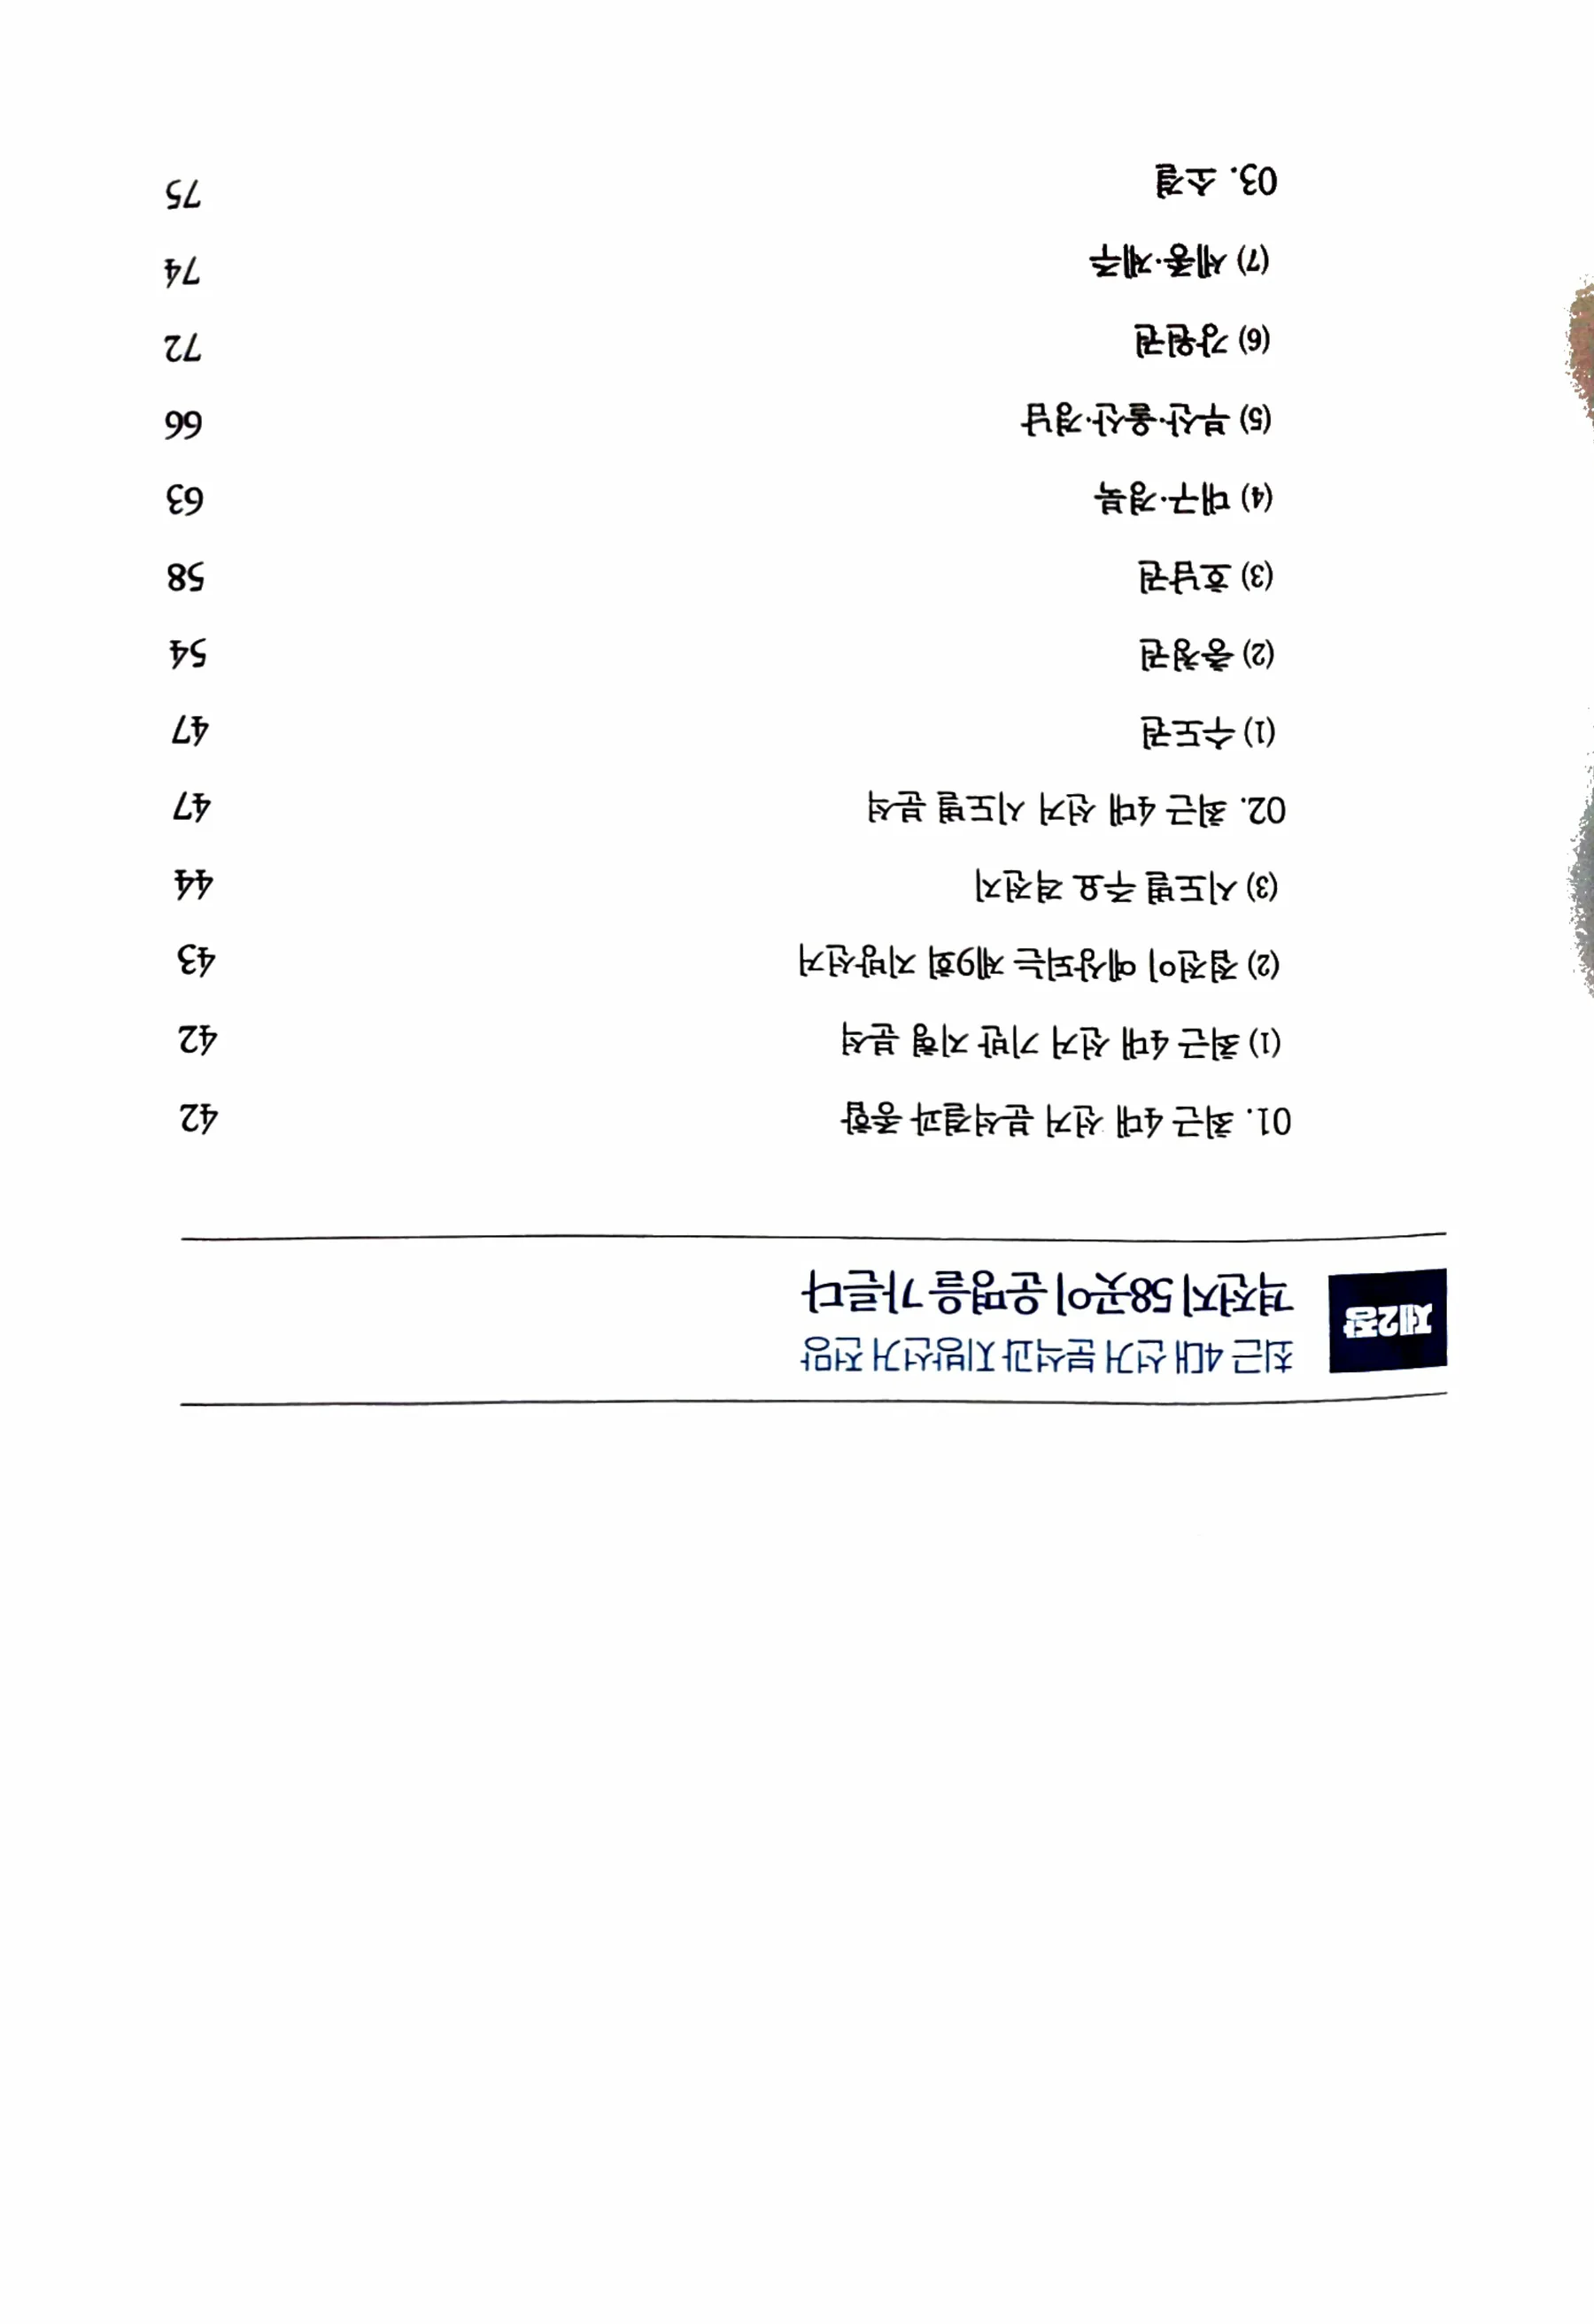 제2장
최근 4대 선거 분석과 지방선거 전망
격전지 58곳이 운명을 가른다
01. 최근 4대 선거 분석결과 종합 42
(1) 최근 4대 선거 기반 지형 분석 42
(2) 접전이 예상되는 제9회 지방선거 43
(3) 시도별 주요 격전지 44
02. 최근 4대 선거 시도별 분석 47
(1) 수도권 47
(2) 충청권 54
(3) 호남권 58
(4) 대구·경북 63
(5) 부산·울산·경남 66
(6) 강원권 72
(7) 세종·제주 74
03. 소결 75